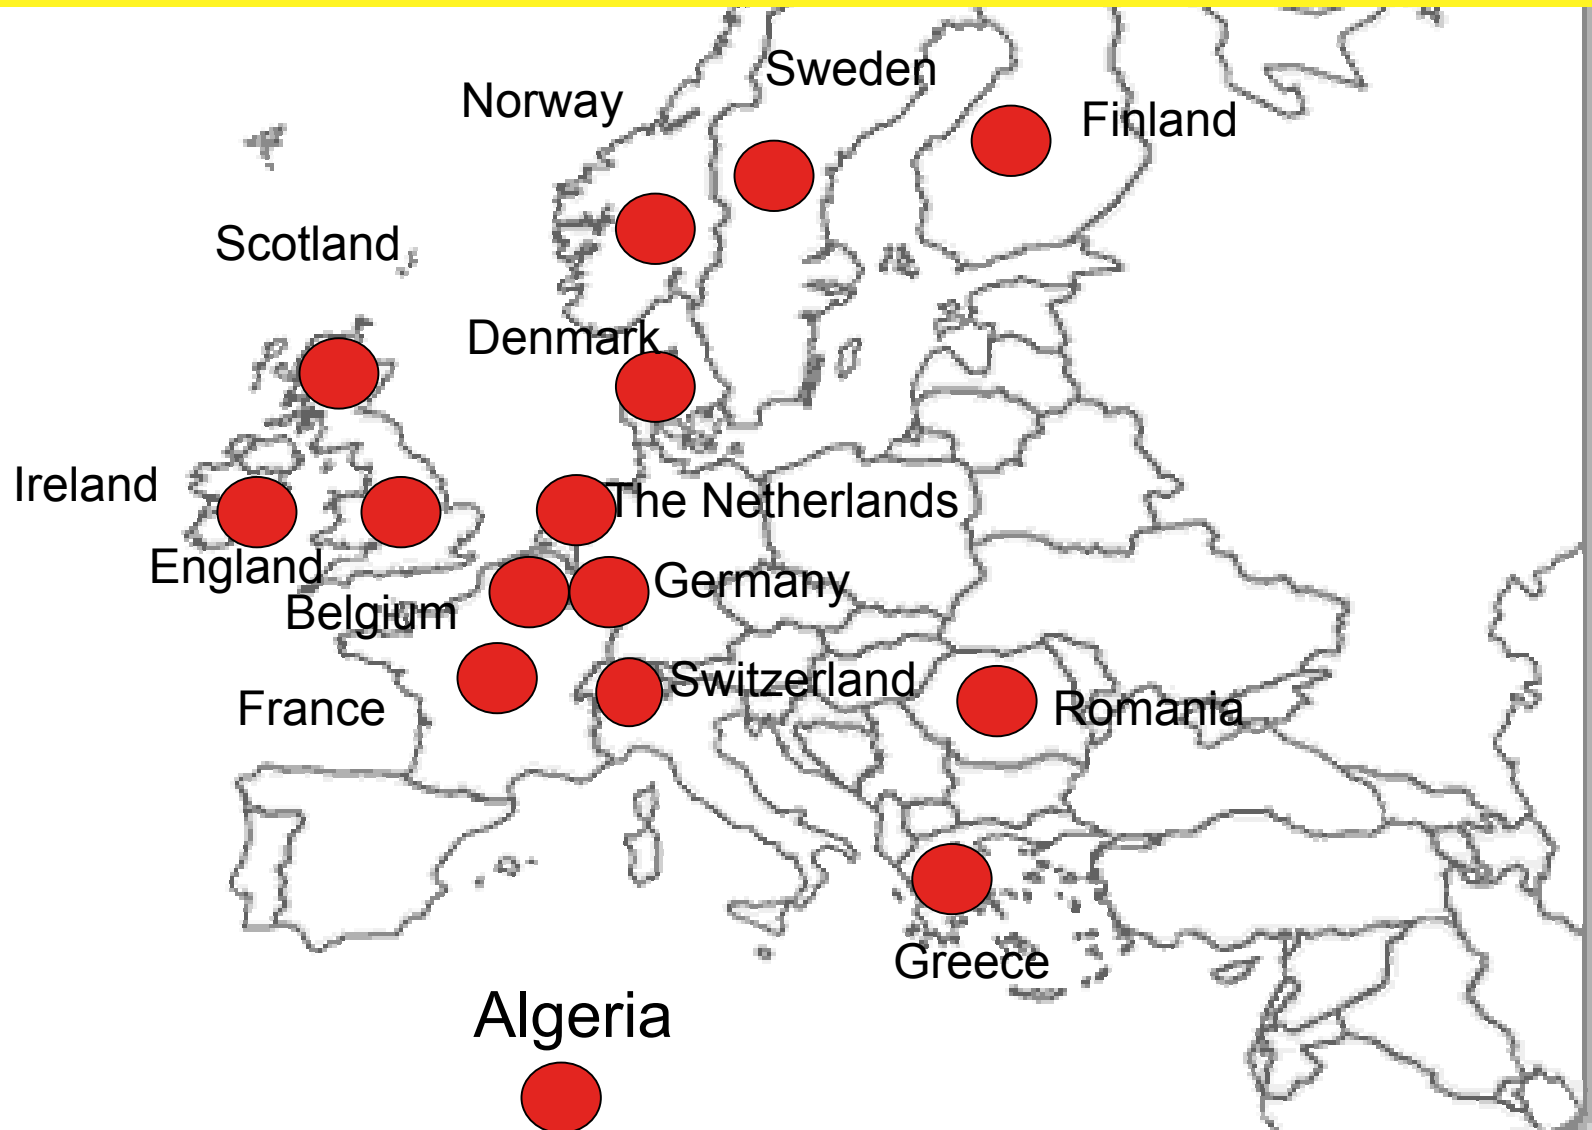 Sweden
Norway
Finland
Scotland
Denmark
Ireland
The Netherlands
England
Germany
Belgium
Switzerland
France
Romania
Greece
Algeria